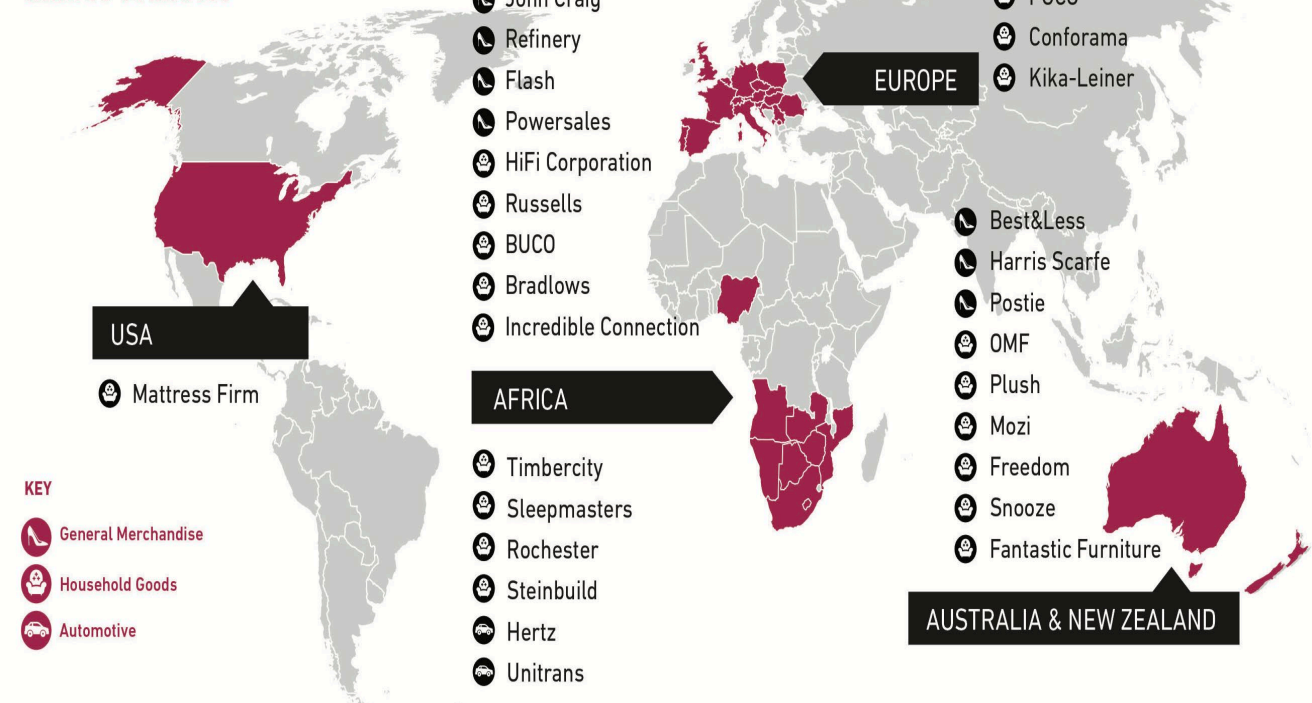 John Craig
Refinery
Flash
Powersales
HiFi Corporation
Russells
BUCO
Bradlows
Incredible Connection
AFRICA
Timbercity
Sleepmasters
Rochester
Steinbuild
Hertz
Unitrans
USA
Mattress Firm
KEY
General Merchandise
Household Goods
Automotive
Conforama
Kika-Leiner
EUROPE
Best&Less
Harris Scarfe
Postie
OMF
Plush
Mozi
Freedom
Snooze
Fantastic Furniture
AUSTRALIA & NEW ZEALAND